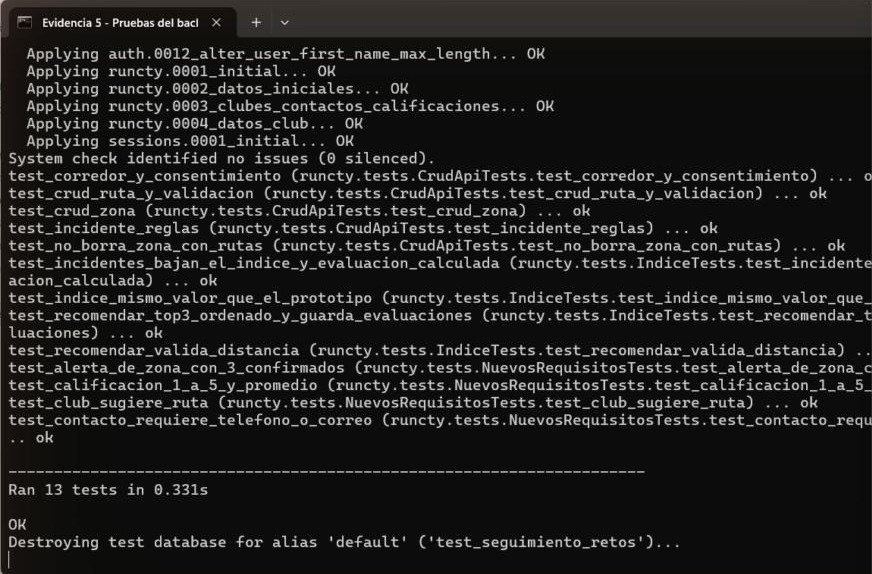 Evidencia 5 - Pruebas del bacl
Applying auth.0012_alter_user_first_name_max_length... OK
Applying runcty.0001_initial... OK
Applying runcty.0002_datos_iniciales... OK
Applying runcty.0003_clubes_contactos_calificaciones... OK
Applying runcty.0004_datos_club... OK
Applying sessions.0001_initial... OK
System check identified no issues (0 silenced).
test_corredor_y_consentimiento (runcty.tests.CrudApiTests.test_corredor_y_consentimiento) ... o
test_crud_ruta_y_validacion (runcty.tests.CrudApiTests.test_crud_ruta_y_validacion) ... ok
test_crud_zona (runcty.tests.CrudApiTests.test_crud_zona) ... ok
test_incidente_reglas (runcty.tests.CrudApiTests.test_incidente_reglas) ... ok
test_no_borra_zona_con_rutas (runcty.tests.CrudApiTests.test_no_borra_zona_con_rutas) ... ok
test_incidentes_bajan_el_indice_y_evaluacion_calculada (runcty.tests.IndiceTests.test_incidente
acion_calculada) ... ok
test_indice_mismo_valor_que_el_prototipo (runcty.tests.IndiceTests.test_indice_mismo_valor_que_
test_recomendar_top3_ordenado_y_guarda_evaluaciones (runcty.tests.IndiceTests.test_recomendar_t
luaciones) ... ok
test_recomendar_valida_distancia (runcty.tests.IndiceTests.test_recomendar_valida_distancia) ..
test_alerta_de_zona_con_3_confirmados (runcty.tests.NuevosRequisitosTests.test_alerta_de_zona_c
test_calificacion_1_a_5_y_promedio (runcty.tests.NuevosRequisitosTests.test_calificacion_1_a_5_
test_club_sugiere_ruta (runcty.tests.NuevosRequisitosTests.test_club_sugiere_ruta) ... ok
test_contacto_requiere_telefono_o_correo (runcty.tests.NuevosRequisitosTests.test_contacto_requ
.. ok
----------------------------------------------------------------------
Ran 13 tests in 0.331s
OK
Destroying test database for alias 'default' ('test_seguimiento_retos')...